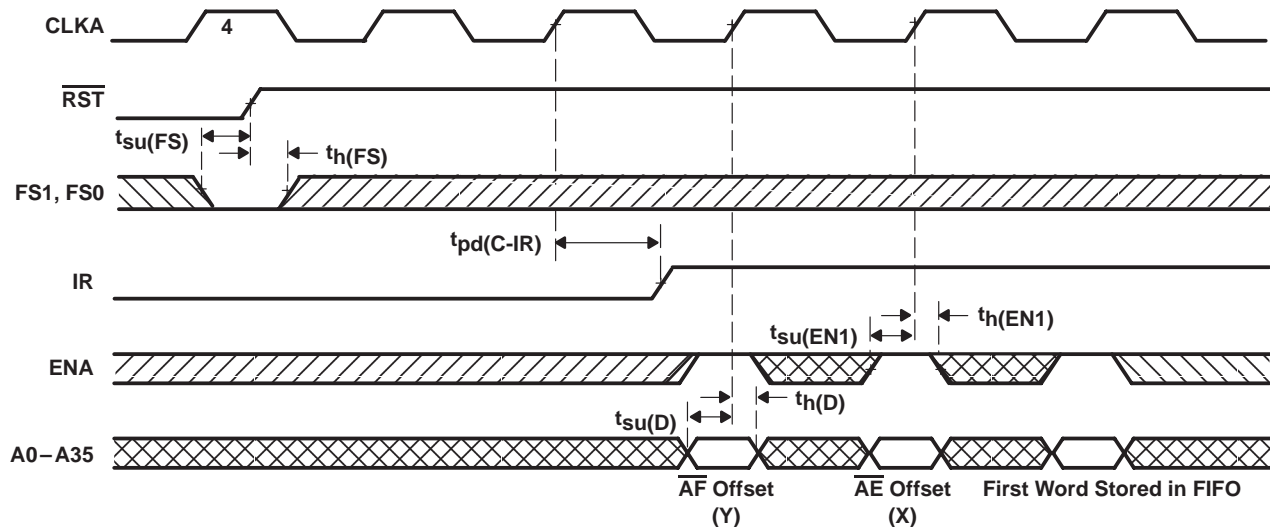 CLKA
4
RST
tsu(FS)
th(FS)
FS1, FS0
tpd(C-IR)
IR
tsu(EN1)
th(EN1)
ENA
tsu(D)
th(D)
A0–A35
AF Offset
(Y)
AE Offset
(X)
First Word Stored in FIFO